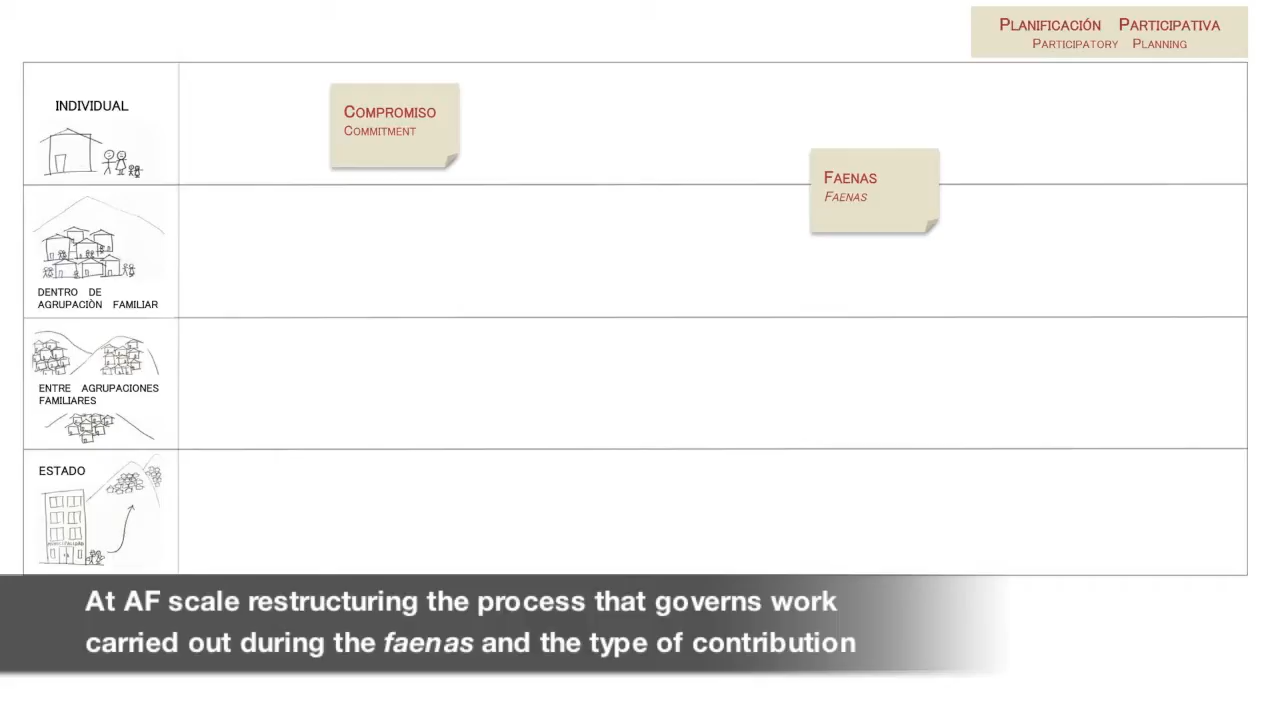 PLANIFICACIÓN PARTICIPATIVA
PARTICIPATORY PLANNING
INDIVIDUAL
COMPROMISO
COMMITMENT
FAENAS
FAENAS
DENTRO DE
AGRUPACIÒN FAMILIAR
ENTRE AGRUPACIONES
FAMILIARES
ESTADO
At AF scale restructuring the process that governs work
carried out during the faenas and the type of contribution